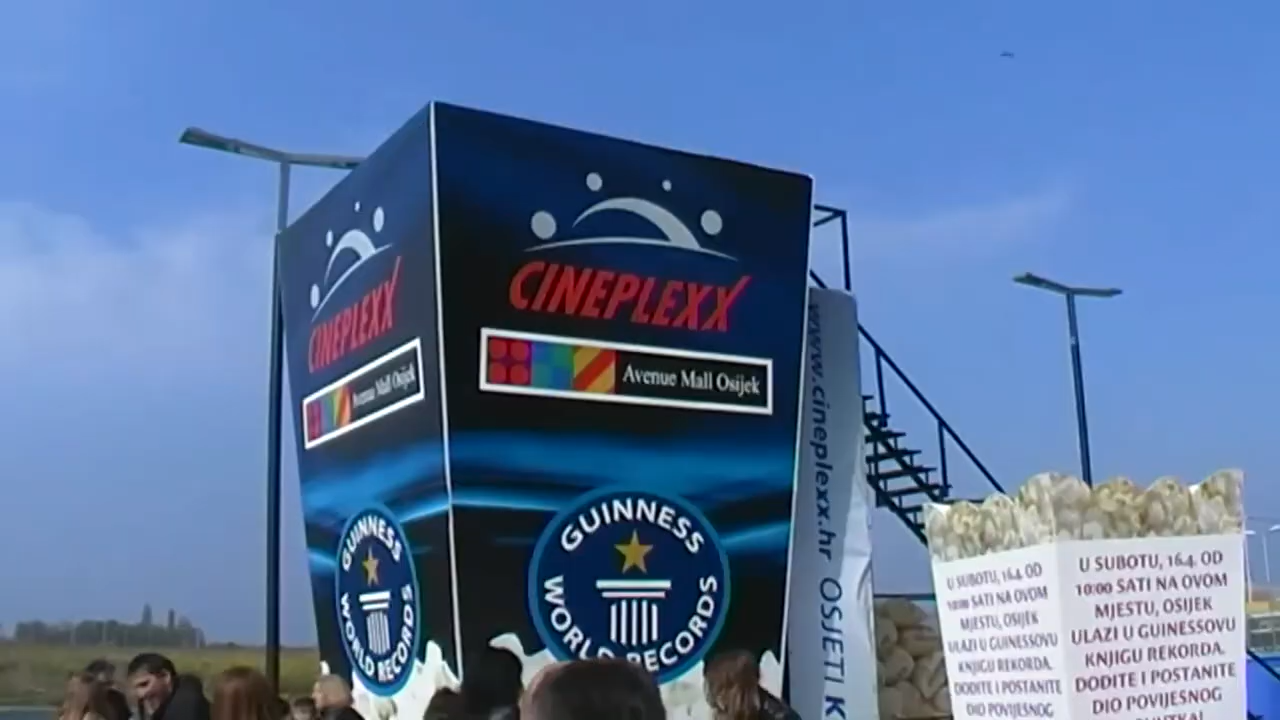 CINEPLEXX
Avenue Mall Osijek
GUINNESS
WORLD RECORDS
CINEPLEXX
Avenue Mall Osijek
GUINNESS
WORLD RECORDS
www.cineplexx.hr OSJETI
U SUBOTU, 16.4. OD
10:00 SATI NA OVOM
MJESTU, OSIJEK
ULAZI U GUINESSOVU
KNJIGU REKORDA.
DOĐITE I POSTANITE
DIO POVIJESNOG
U SUBOTU, 16.4. OD
10:00 SATI NA OVOM
MJESTU, OSIJEK
ULAZI U GUINESSOVU
KNJIGU REKORDA.
DOĐITE I POSTANITE
DIO POVIJESNOG